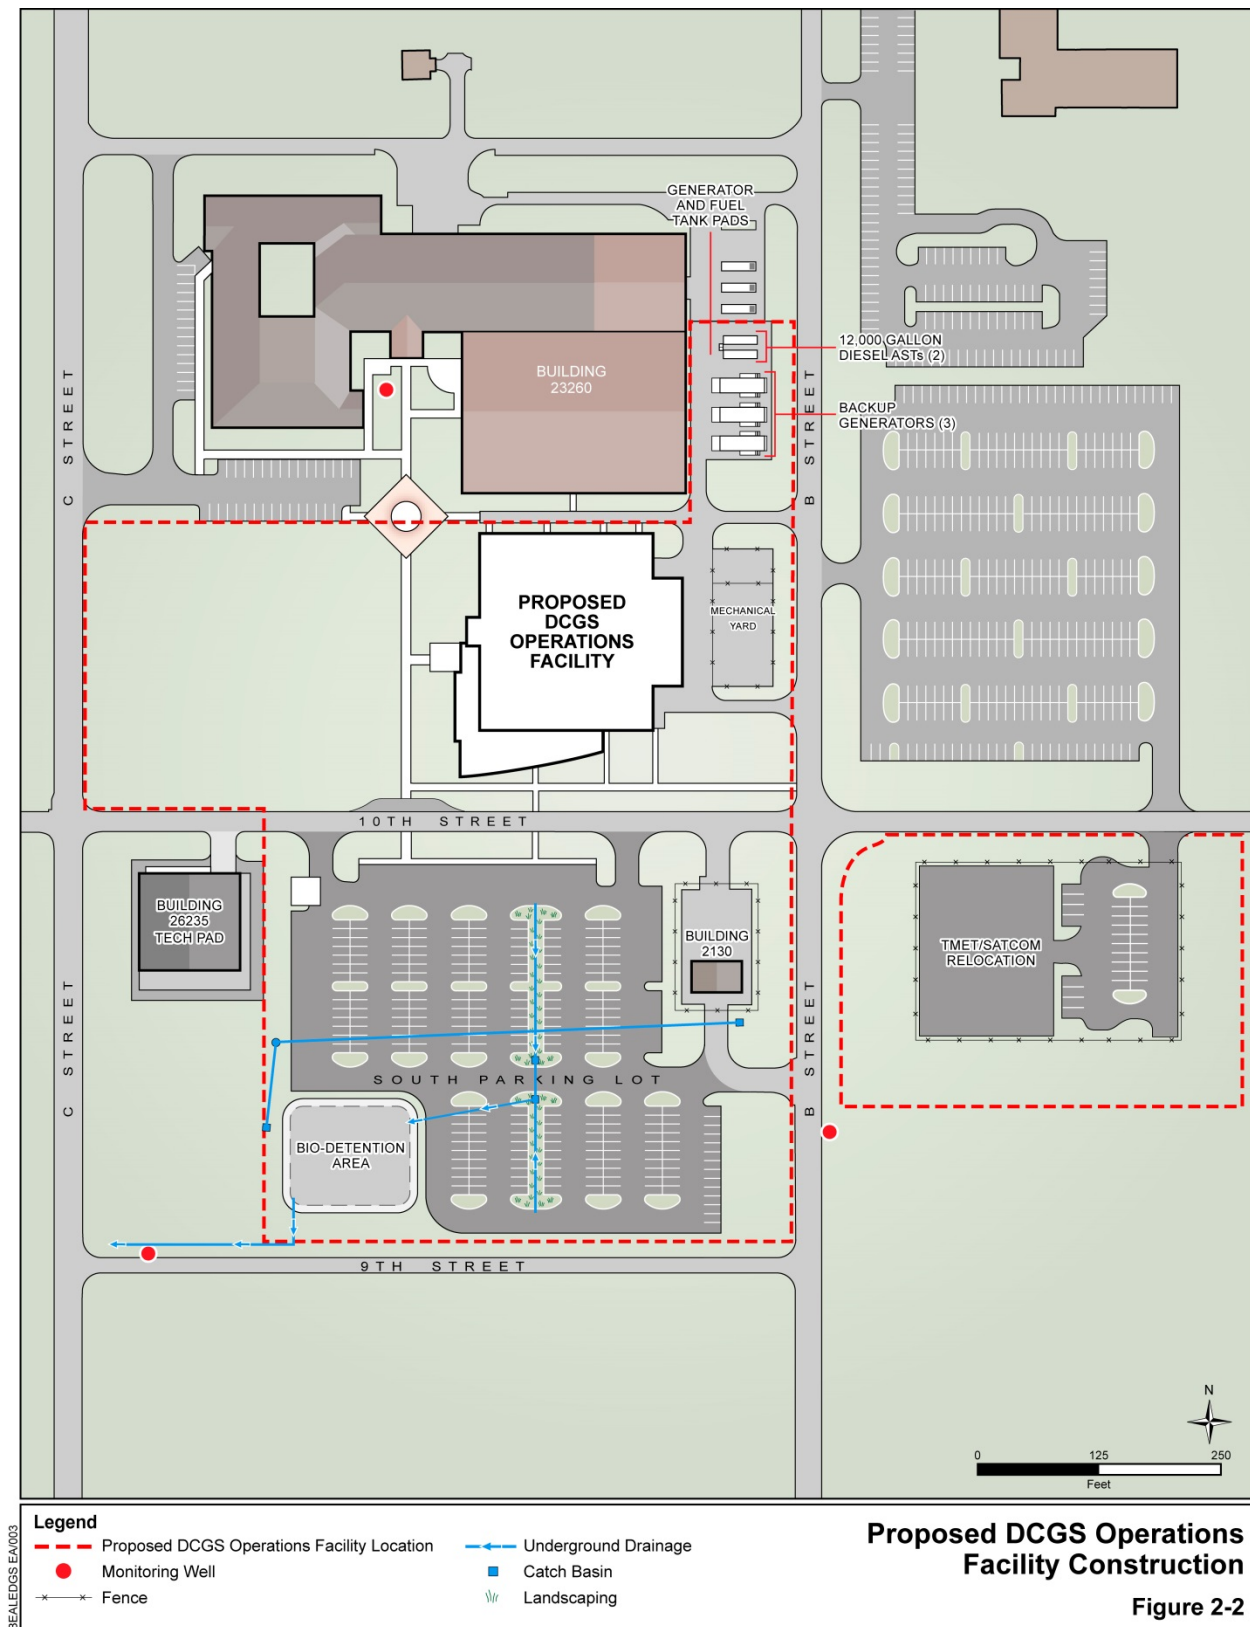 GENERATOR
AND FUEL
TANK PADS
12,000 GALLON
DIESEL ASTs (2)
BUILDING
23260
BACKUP
GENERATORS (3)
C STREET
B STREET
PROPOSED
DCGS
OPERATIONS
FACILITY
MECHANICAL
YARD
10TH STREET
BUILDING
26235
TECH PAD
BUILDING
2130
TMET/SATCOM
RELOCATION
C STREET
B STREET
SOUTH PARKING LOT
BIO-DETENTION
AREA
9TH STREET
N
0 125 250
Feet
BEALEDGS EA/003
Legend
Proposed DCGS Operations Facility Location
Monitoring Well
Fence
Underground Drainage
Catch Basin
Landscaping
Proposed DCGS Operations
Facility Construction
Figure 2-2